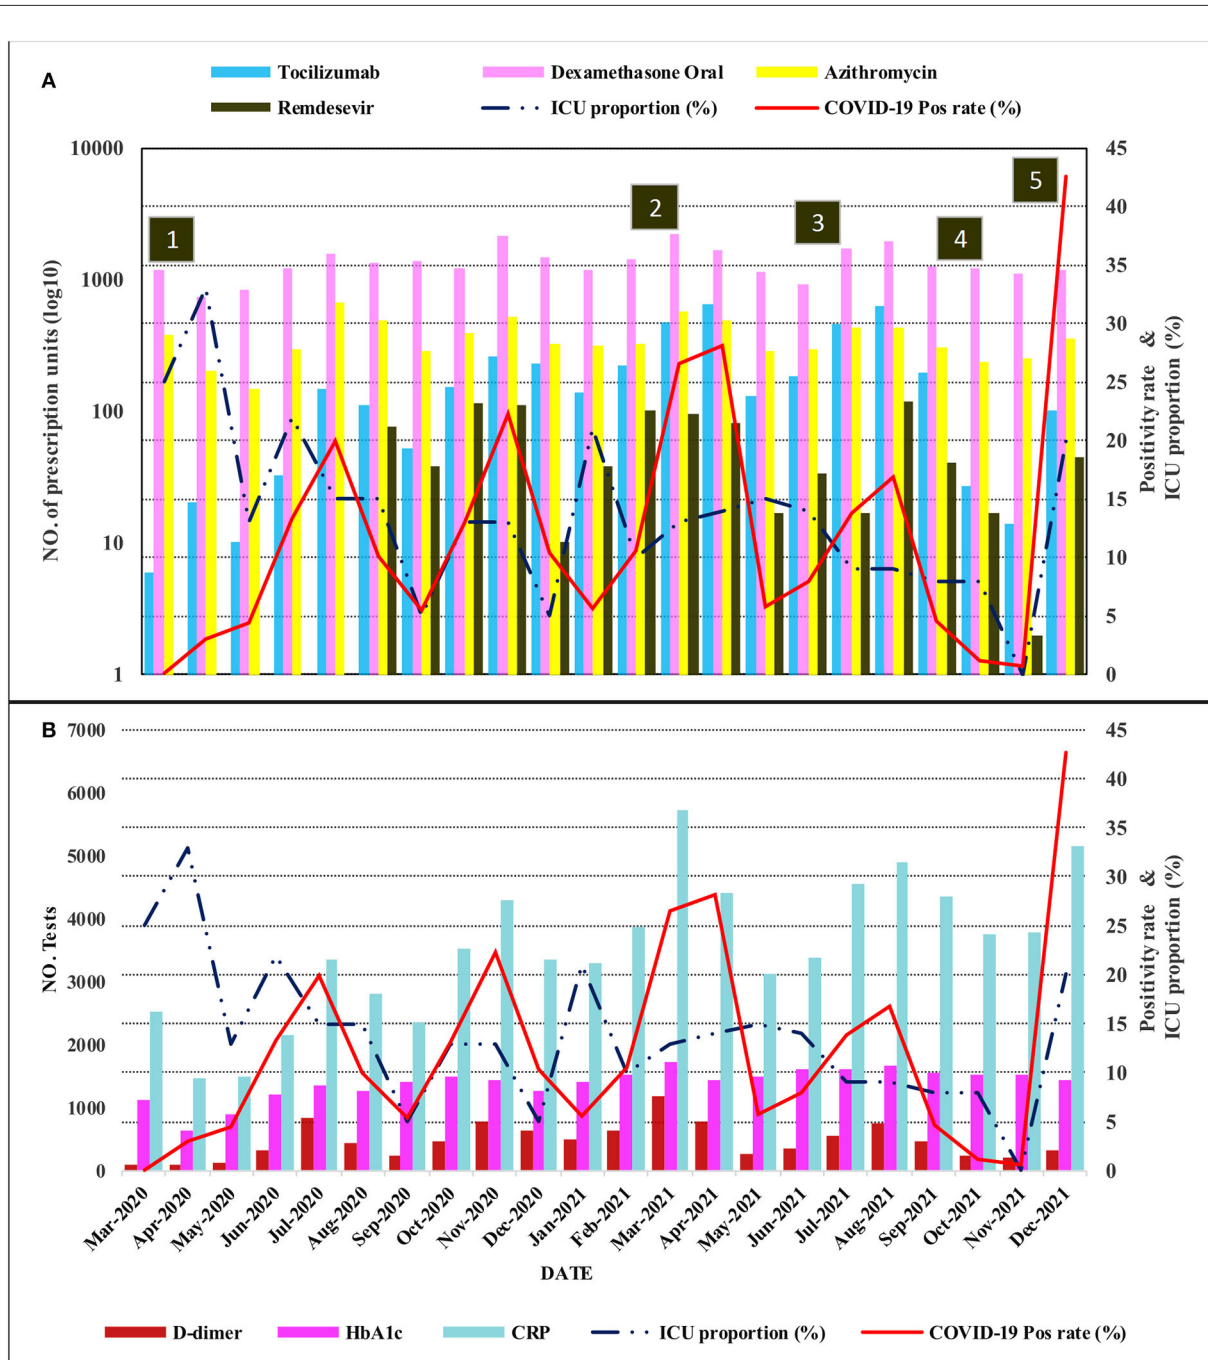 A
Tocilizumab Dexamethasone Oral Azithromycin
Remdesevir ICU proportion (%) COVID-19 Pos rate (%)
NO. of prescription units (log10)
10000
1000
100
10
1
1
2
3
4
5
45
40
35
30
25
20
15
10
5
0
Positivity rate &
ICU proportion (%)
B
NO. Tests
7000
6000
5000
4000
3000
2000
1000
0
45
40
35
30
25
20
15
10
5
0
Positivity rate &
ICU proportion (%)
Mar-2020
Apr-2020
May-2020
Jun-2020
Jul-2020
Aug-2020
Sep-2020
Oct-2020
Nov-2020
Dec-2020
Jan-2021
Feb-2021
Mar-2021
Apr-2021
May-2021
Jun-2021
Jul-2021
Aug-2021
Sep-2021
Oct-2021
Nov-2021
Dec-2021
DATE
D-dimer HbA1c CRP ICU proportion (%) COVID-19 Pos rate (%)